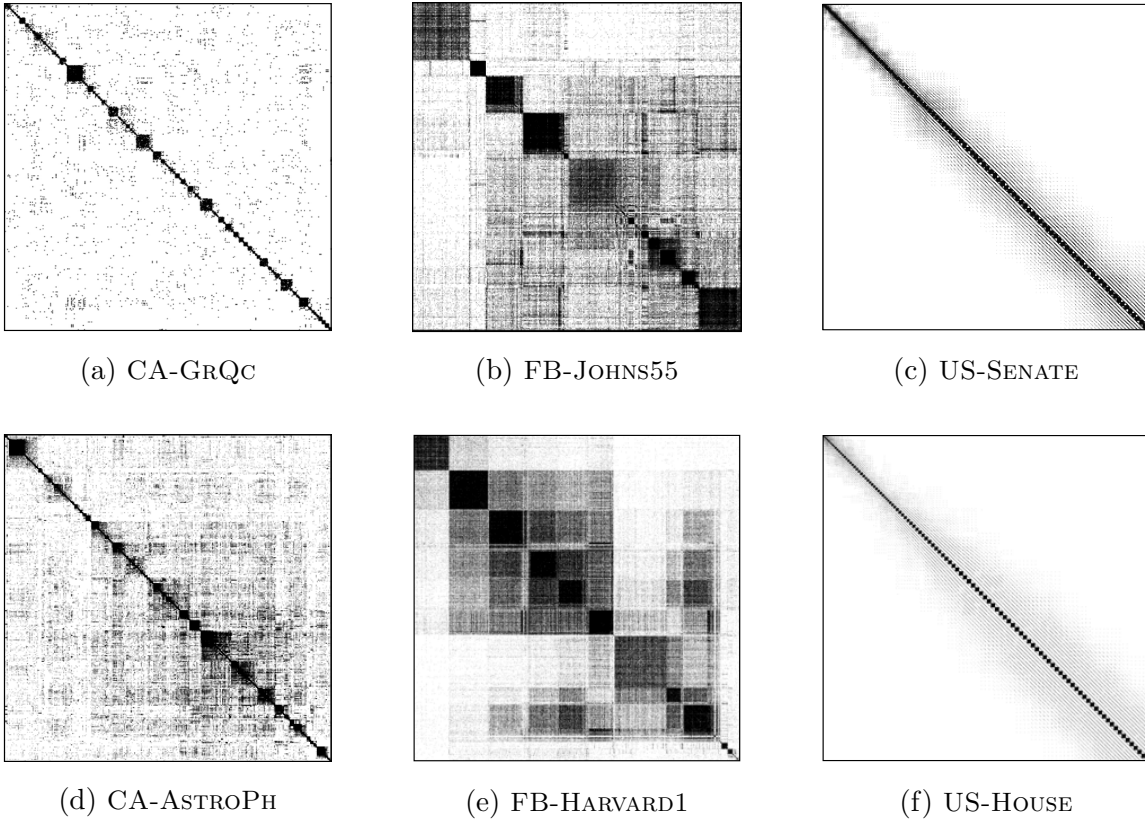 (a) CA-GRQC
(b) FB-JOHNS55
(c) US-SENATE
(d) CA-ASTROPH
(e) FB-HARVARD1
(f) US-HOUSE